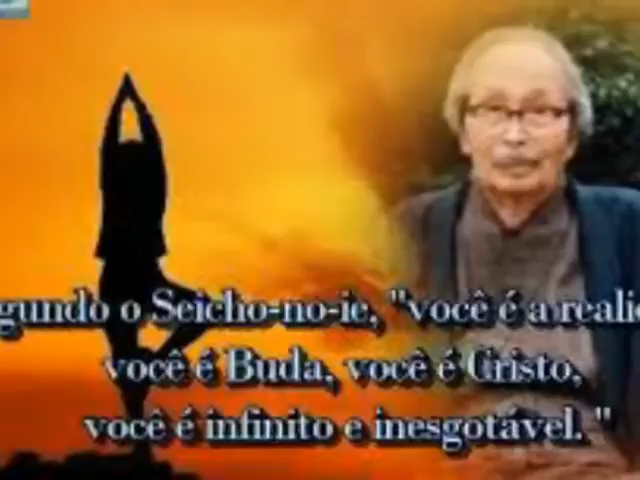 gundo o Seicho-no-ie, "você é a realid
você é Buda, você é Cristo,
você é infinito e inesgotável."